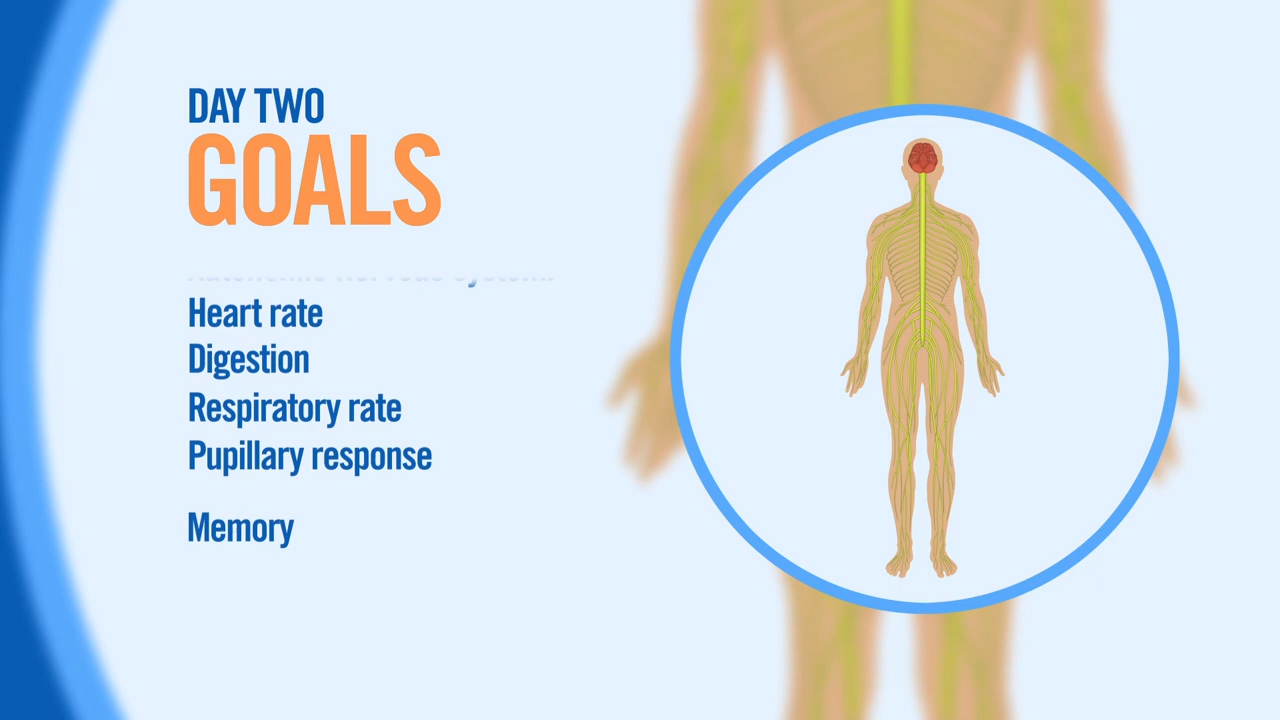 DAY TWO
GOALS
Heart rate
Digestion
Respiratory rate
Pupillary response
Memory